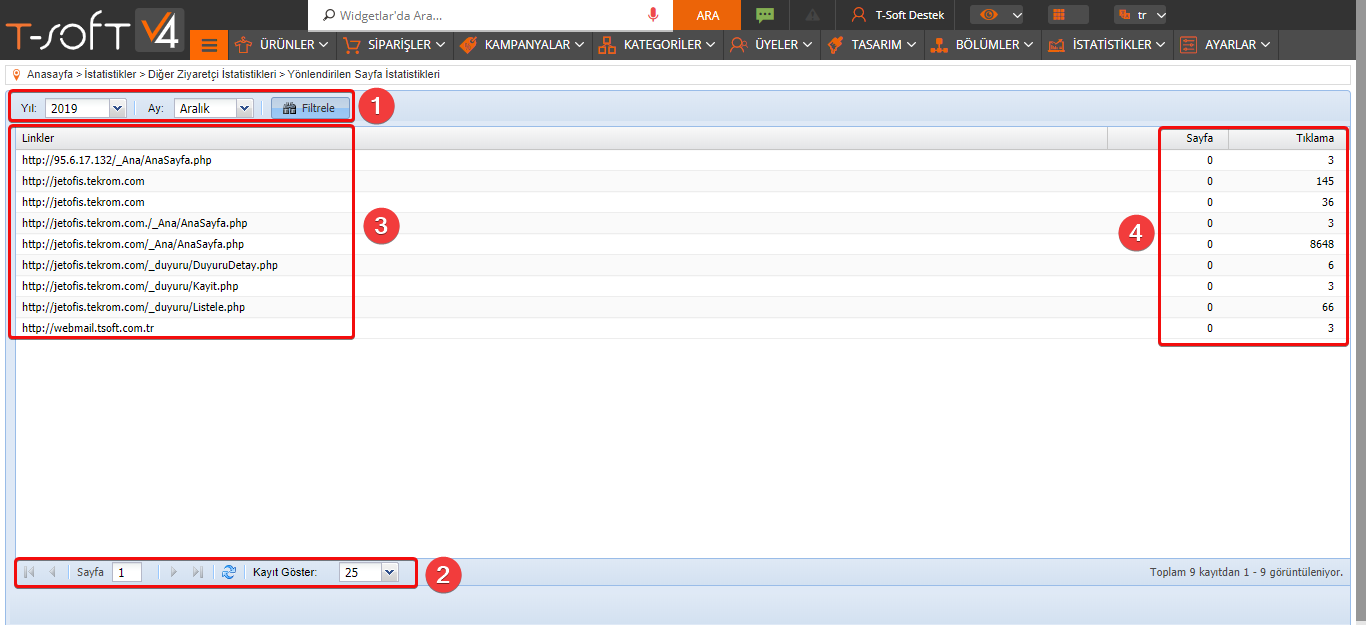 T-SOFT V4
Widgetlar'da Ara...
ARA
T-Soft Destek
tr
ÜRÜNLER
SİPARİŞLER
KAMPANYALAR
KATEGORİLER
ÜYELER
TASARIM
BÖLÜMLER
İSTATİSTİKLER
AYARLAR
Anasayfa > İstatistikler > Diğer Ziyaretçi İstatistikleri > Yönlendirilen Sayfa İstatistikleri
Yıl: 2019 Ay: Aralık Filtrele 1
Linkler Sayfa Tıklama
http://95.6.17.132/_Ana/AnaSayfa.php 0 3
http://jetofis.tekrom.com 0 145
http://jetofis.tekrom.com 0 36
http://jetofis.tekrom.com./_Ana/AnaSayfa.php 0 3
3
4
http://jetofis.tekrom.com/_Ana/AnaSayfa.php 0 8648
http://jetofis.tekrom.com/_duyuru/DuyuruDetay.php 0 6
http://jetofis.tekrom.com/_duyuru/Kayit.php 0 3
http://jetofis.tekrom.com/_duyuru/Listele.php 0 66
http://webmail.tsoft.com.tr 0 3
Sayfa 1 Kayıt Göster: 25 2 Toplam 9 kayıtdan 1 - 9 görüntüleniyor.